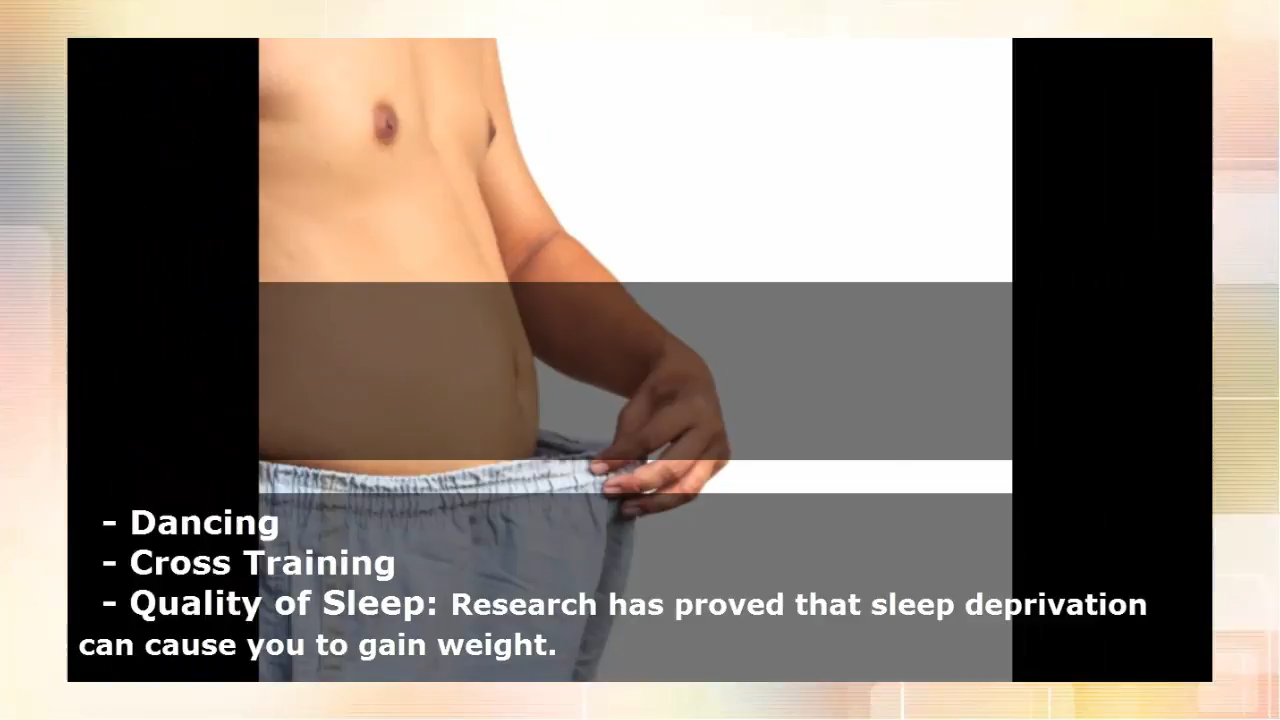 - Dancing
- Cross Training
- Quality of Sleep: Research has proved that sleep deprivation
can cause you to gain weight.